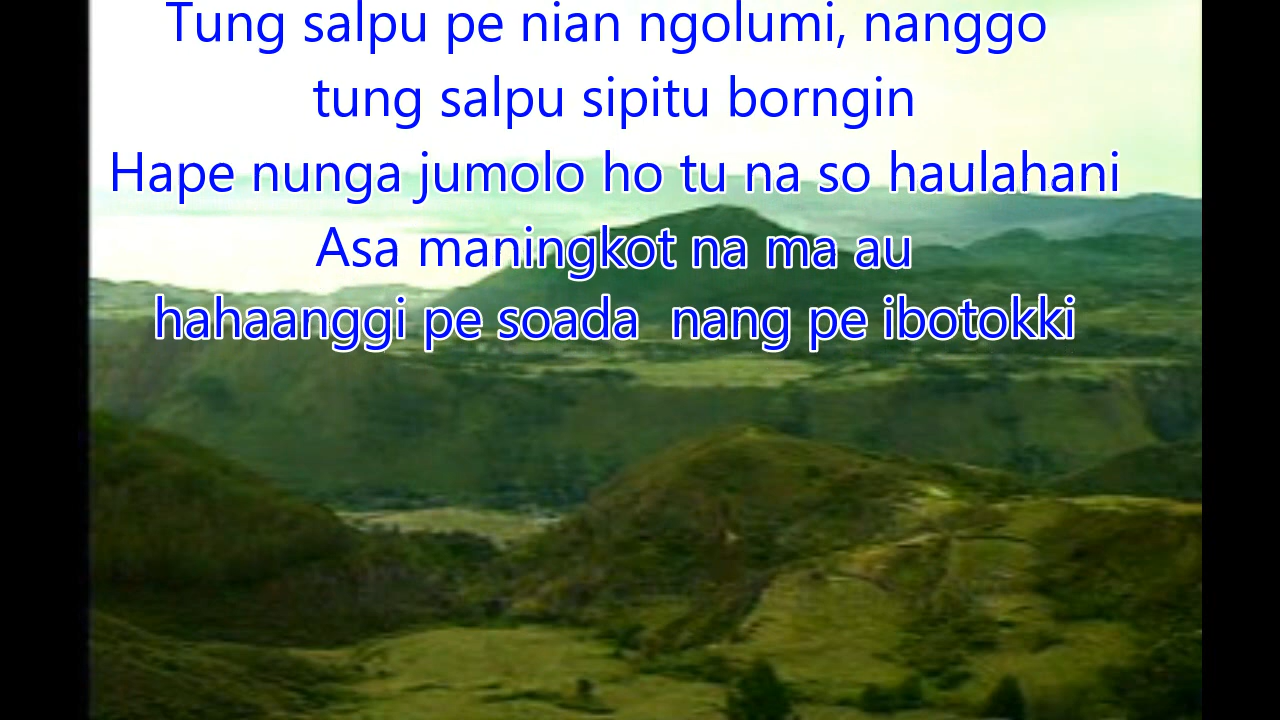 Tung salpu pe nian ngolumi, nanggo
tung salpu sipitu borngin
Hape nunga jumolo ho tu na so haulahani
Asa maningkot na ma au
hahaanggi pe soada nang pe ibotokki